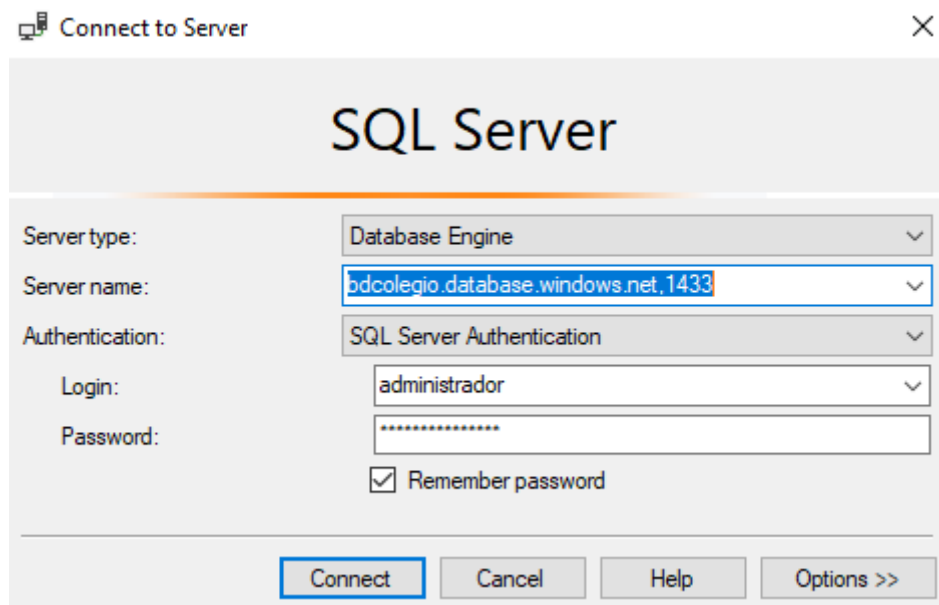 Connect to Server
SQL Server
Server type: Database Engine
Server name: bdcolegio.database.windows.net,1433
Authentication: SQL Server Authentication
Login: administrador
Password: ***************
Remember password
Connect Cancel Help Options >>